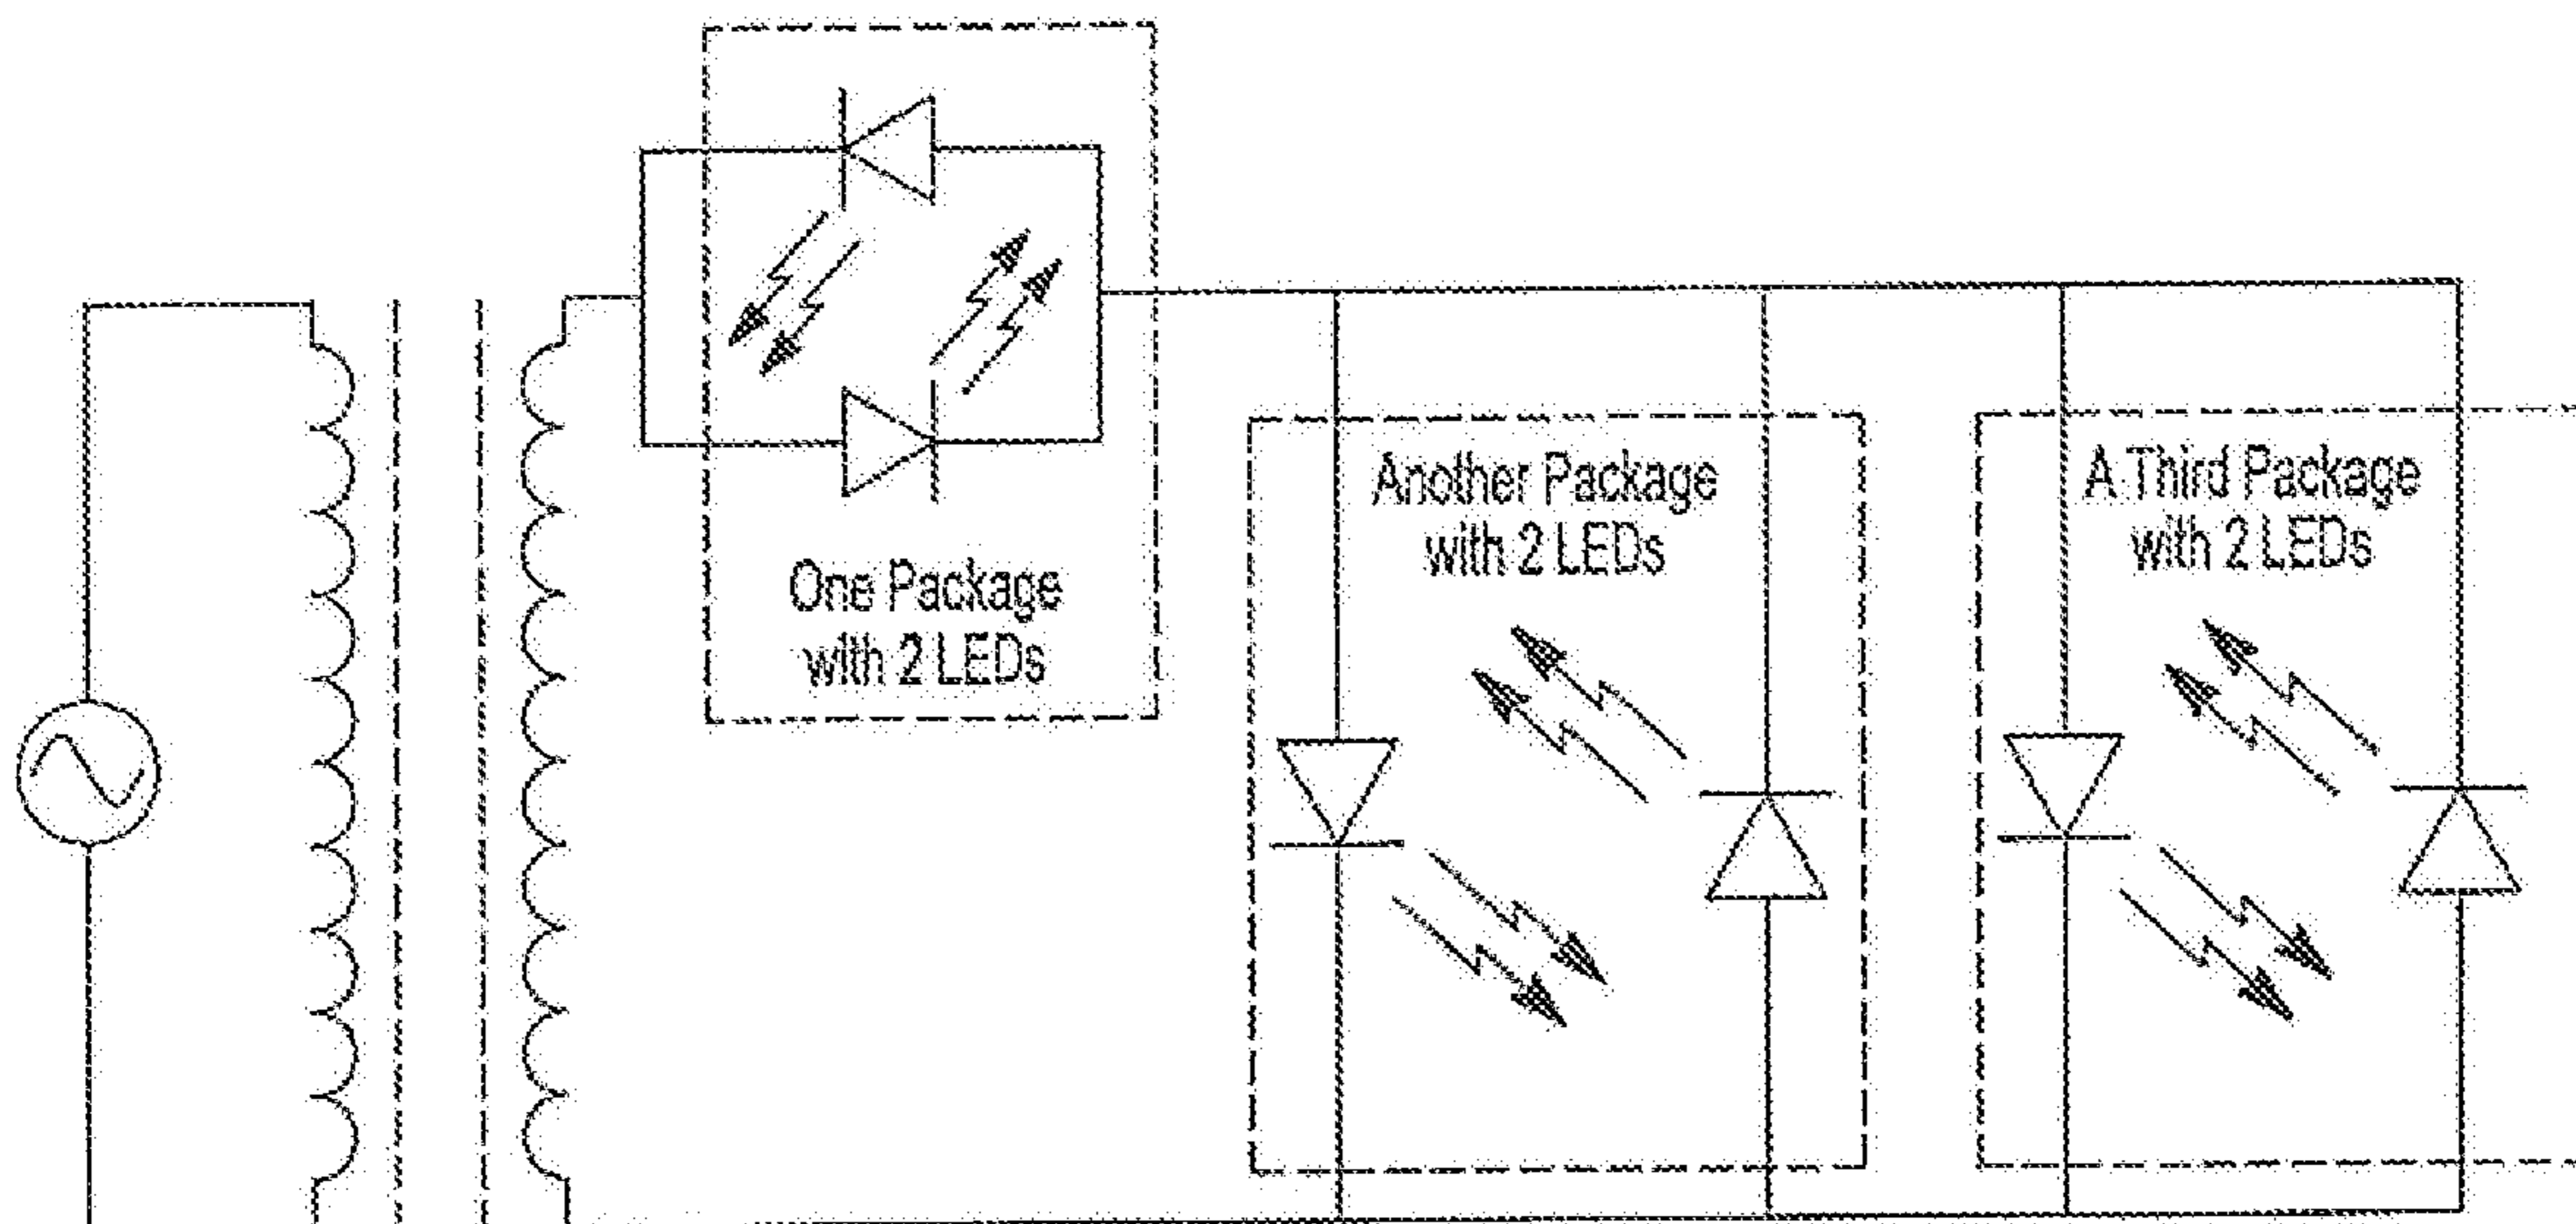 One Package
with 2 LEDs
Another Package
with 2 LEDs
A Third Package
with 2 LEDs